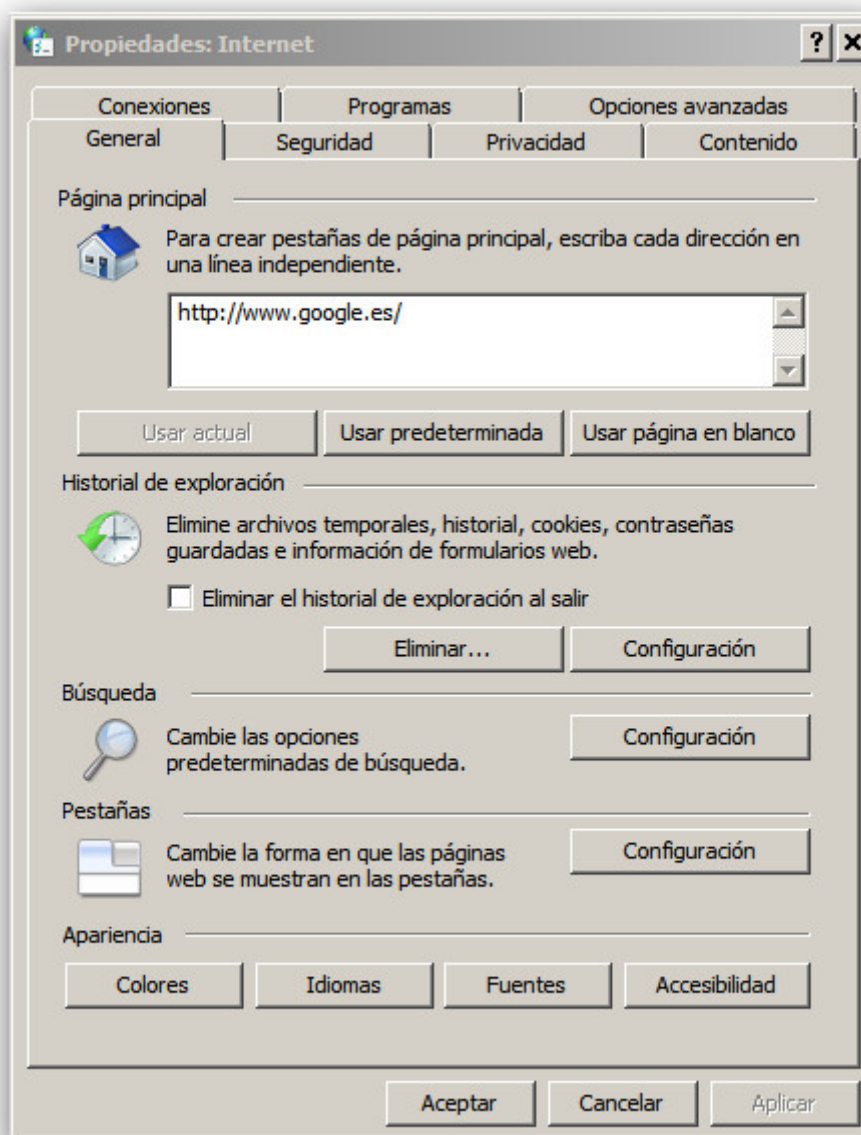 Propiedades: Internet
Conexiones Programas Opciones avanzadas
General Seguridad Privacidad Contenido
Página principal
Para crear pestañas de página principal, escriba cada dirección en
una línea independiente.
http://www.google.es/
Usar actual Usar predeterminada Usar página en blanco
Historial de exploración
Elimine archivos temporales, historial, cookies, contraseñas
guardadas e información de formularios web.
Eliminar el historial de exploración al salir
Eliminar... Configuración
Búsqueda
Cambie las opciones
predeterminadas de búsqueda.
Configuración
Pestañas
Cambie la forma en que las páginas
web se muestran en las pestañas.
Configuración
Apariencia
Colores Idiomas Fuentes Accesibilidad
Aceptar Cancelar Aplicar